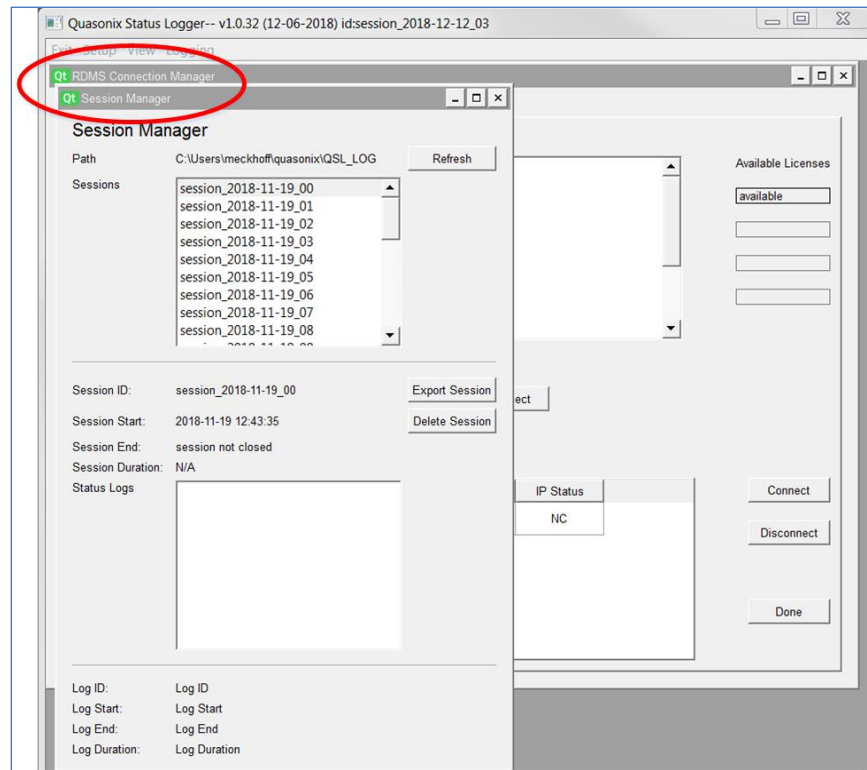 Quasonix Status Logger-- v1.0.32 (12-06-2018) id:session_2018-12-12_03
Exit Setup View Logging
Qt RDMS Connection Manager
Qt Session Manager
Session Manager
Path C:\Users\meckhoff\quasonix\QSL_LOG Refresh
Available Licenses
Sessions
available
session_2018-11-19_00
session_2018-11-19_01
session_2018-11-19_02
session_2018-11-19_03
session_2018-11-19_04
session_2018-11-19_05
session_2018-11-19_06
session_2018-11-19_07
session_2018-11-19_08
Session ID: session_2018-11-19_00 Export Session
ect
Session Start: 2018-11-19 12:43:35 Delete Session
Session End: session not closed
Session Duration: N/A
Status Logs
IP Status
Connect
NC
Disconnect
Done
Log ID: Log ID
Log Start: Log Start
Log End: Log End
Log Duration: Log Duration